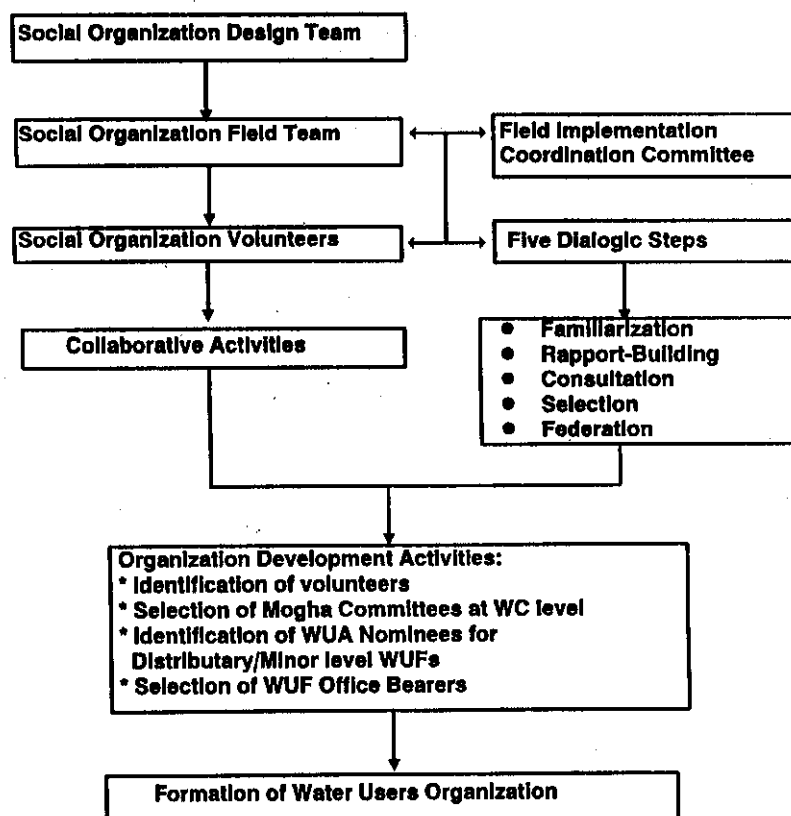 Social Organization Design Team
Social Organization Field Team
Field Implementation
Coordination Committee
Social Organization Volunteers
Five Dialogic Steps
Collaborative Activities
● Familiarization
● Rapport-Building
● Consultation
● Selection
● Federation
Organization Development Activities:
* Identification of volunteers
* Selection of Mogha Committees at WC level
* Identification of WUA Nominees for
Distributary/Minor level WUFs
* Selection of WUF Office Bearers
Formation of Water Users Organization